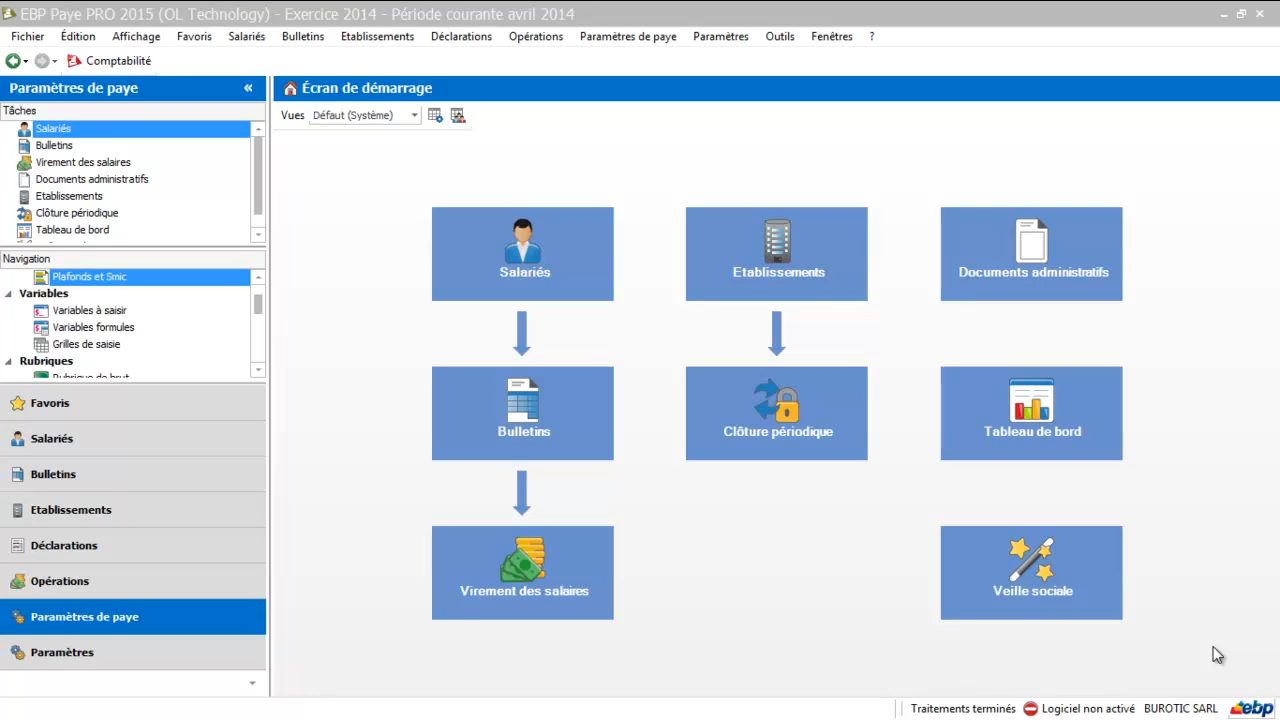 EBP Paye PRO 2015 (OL Technology) - Exercice 2014 - Période courante avril 2014
Fichier Édition Affichage Favoris Salariés Bulletins Etablissements Déclarations Opérations Paramètres de paye Paramètres Outils Fenêtres ?
Comptabilité
Paramètres de paye «
Tâches
Salariés
Bulletins
Virement des salaires
Documents administratifs
Etablissements
Clôture périodique
Tableau de bord
Navigation
Plafonds et Smic
Variables
Variables à saisir
Variables formules
Grilles de saisie
Rubriques
Rubrique de brut
Favoris
Salariés
Bulletins
Etablissements
Déclarations
Opérations
Paramètres de paye
Paramètres
Écran de démarrage
Vues Défaut (Système)
Salariés
Etablissements
Documents administratifs
Bulletins
Clôture périodique
Tableau de bord
Virement des salaires
Veille sociale
Traitements terminés Logiciel non activé BUROTIC SARL ebp